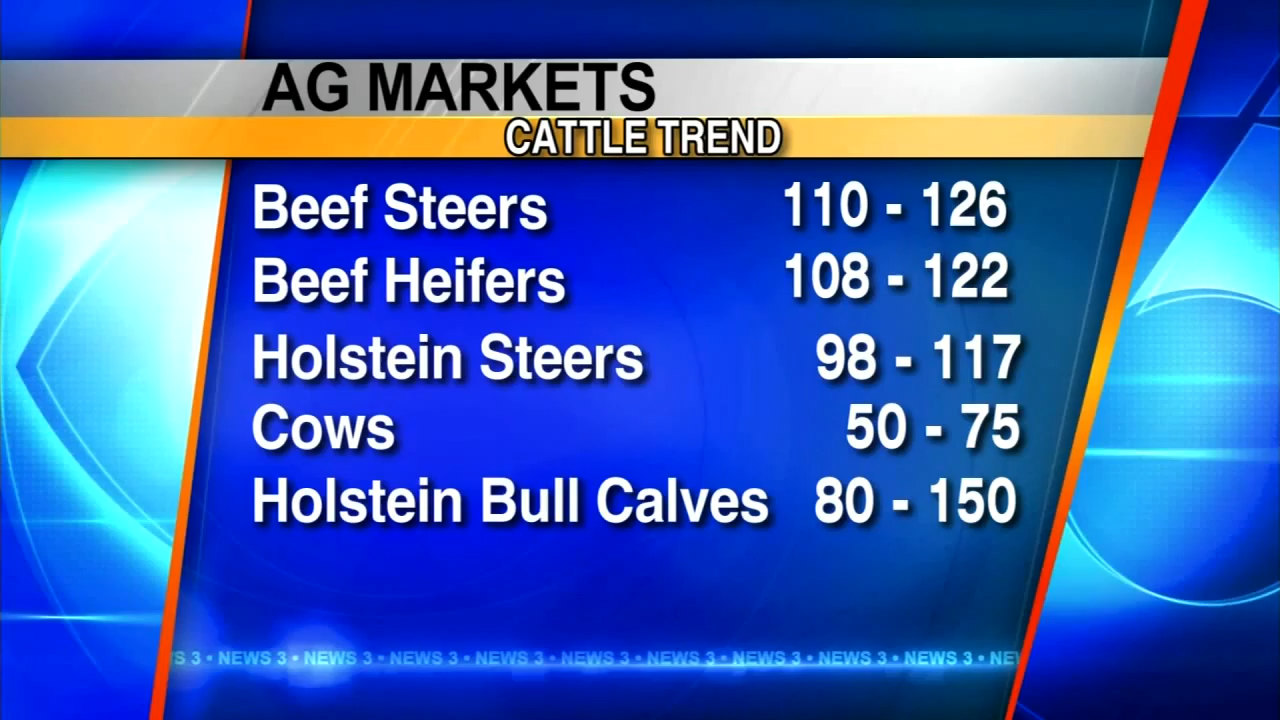 AG MARKETS
CATTLE TREND
Beef Steers 110 - 126
Beef Heifers 108 - 122
Holstein Steers 98 - 117
Cows 50 - 75
Holstein Bull Calves 80 - 150
NEWS 3 • NEWS 3 • NEWS 3 • NEWS 3 • NEWS 3 • NEWS 3 • NEWS 3 • NEWS 3 • NEWS 3